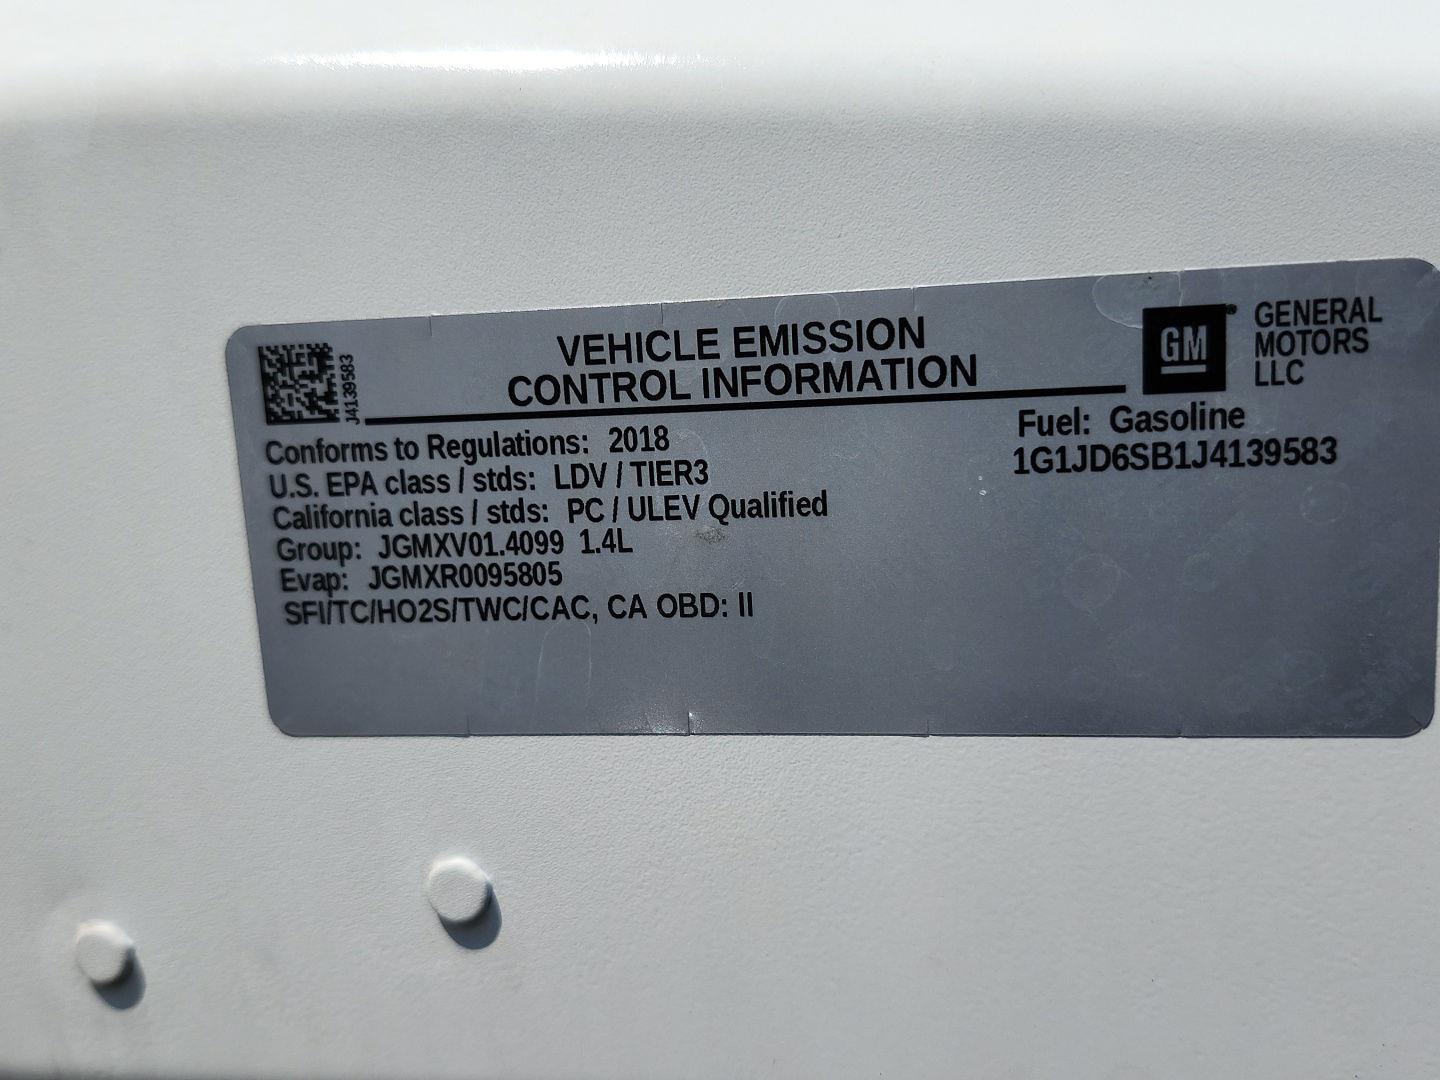 VEHICLE EMISSION
CONTROL INFORMATION
J4139583
GM®
GENERAL
MOTORS
LLC
Conforms to Regulations: 2018
U.S. EPA class / stds: LDV / TIER3
California class / stds: PC / ULEV Qualified
Group: JGMXV01.4099 1.4L
Evap: JGMXR0095805
SFI/TC/HO2S/TWC/CAC, CA OBD: II
Fuel: Gasoline
1G1JD6SB1J4139583